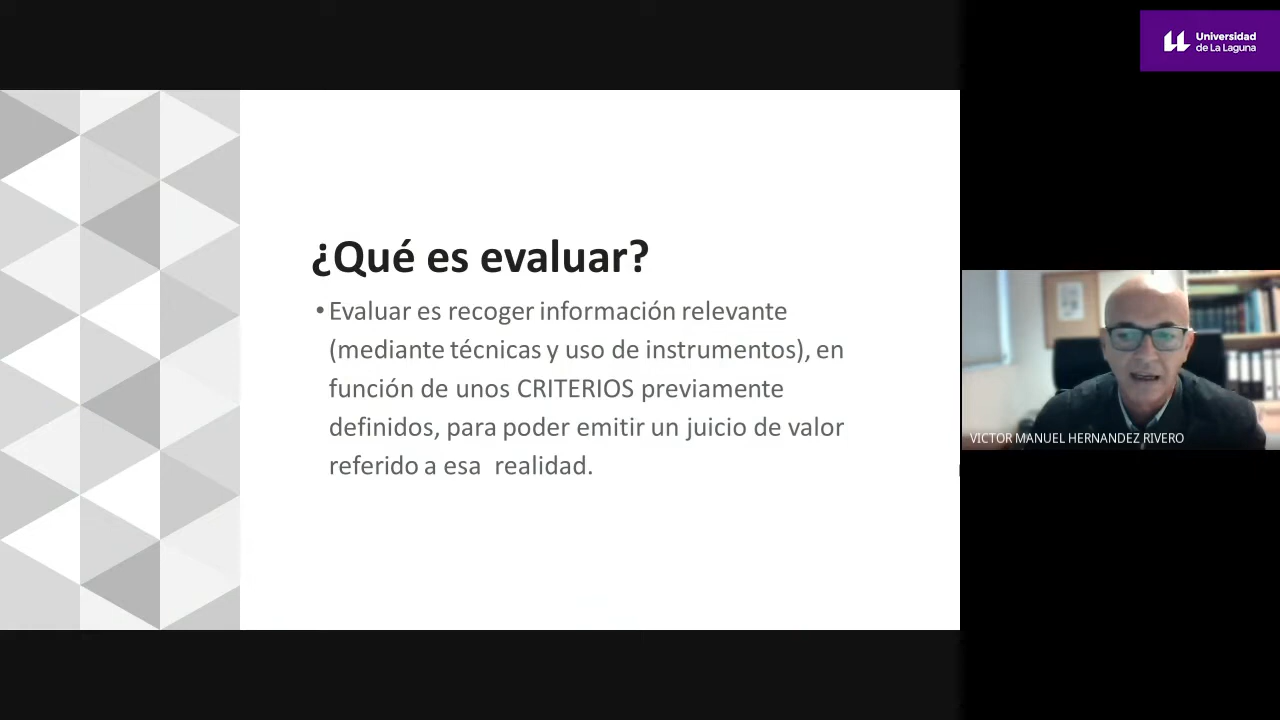 Universidad
de La Laguna
¿Qué es evaluar?
•Evaluar es recoger información relevante
(mediante técnicas y uso de instrumentos), en
función de unos CRITERIOS previamente
definidos, para poder emitir un juicio de valor
referido a esa realidad.
VICTOR MANUEL HERNANDEZ RIVERO